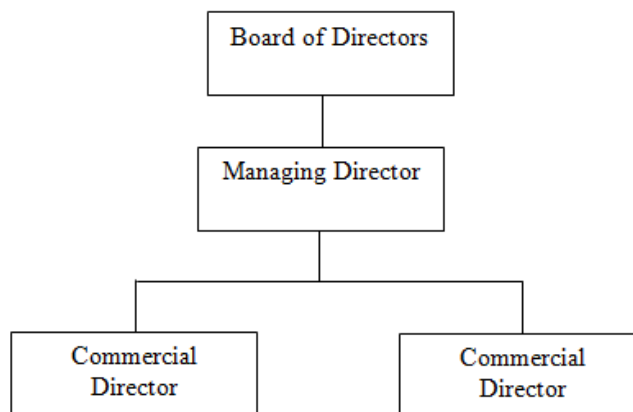 Board of Directors
Managing Director
Commercial
Director
Commercial
Director